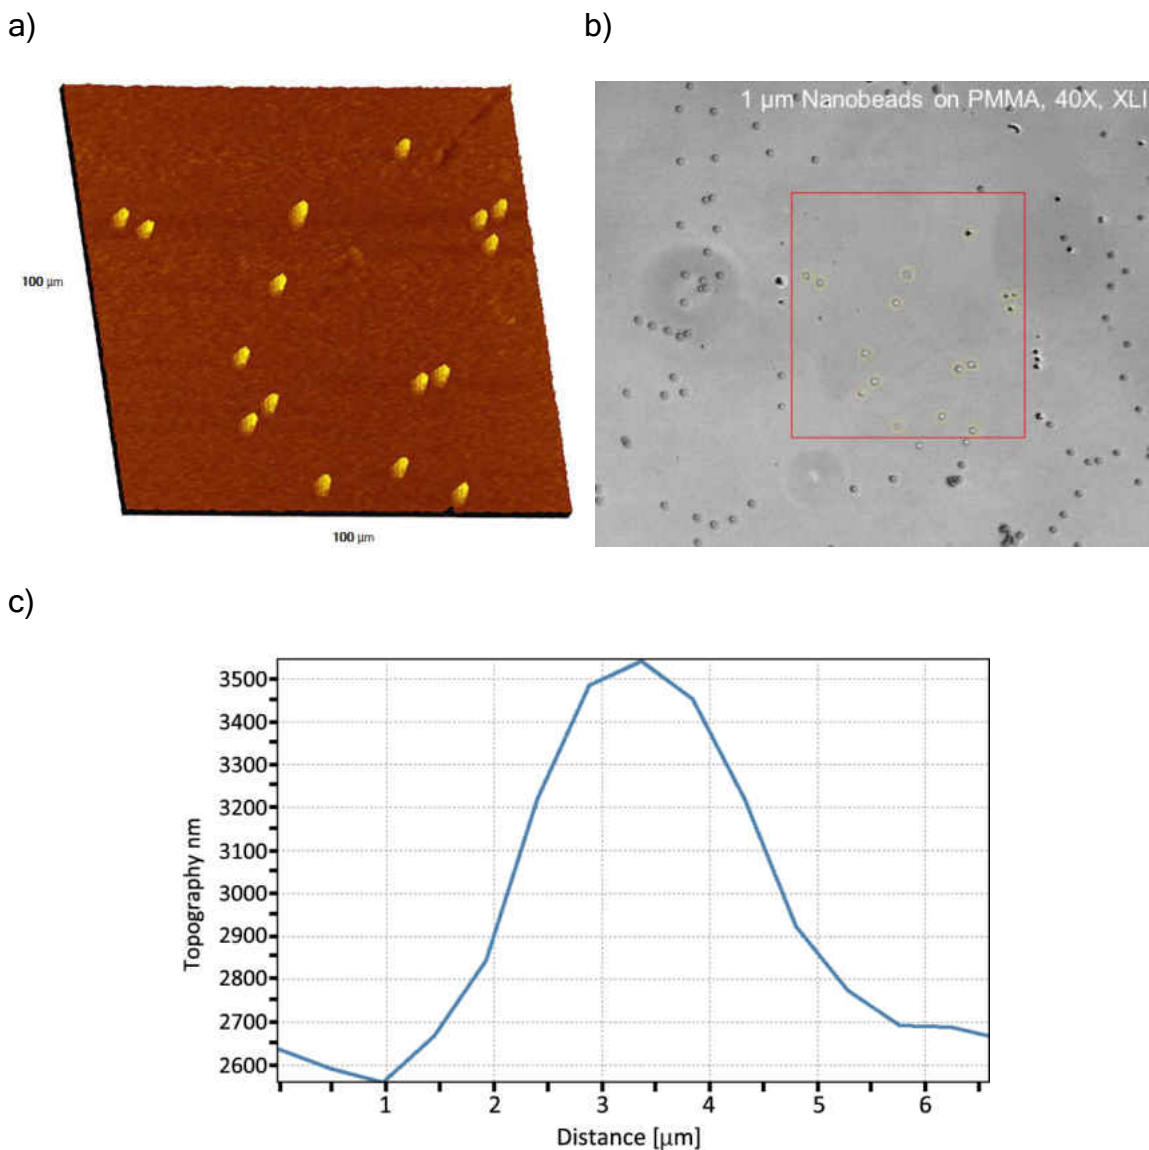 a)
b)
1 µm Nanobeads on PMMA, 40X, XLI
100 µm
100 µm
c)
3500
3400
3300
3200
3100
3000
2900
2800
2700
2600
Topography nm
1
2
3
4
5
6
Distance [µm]